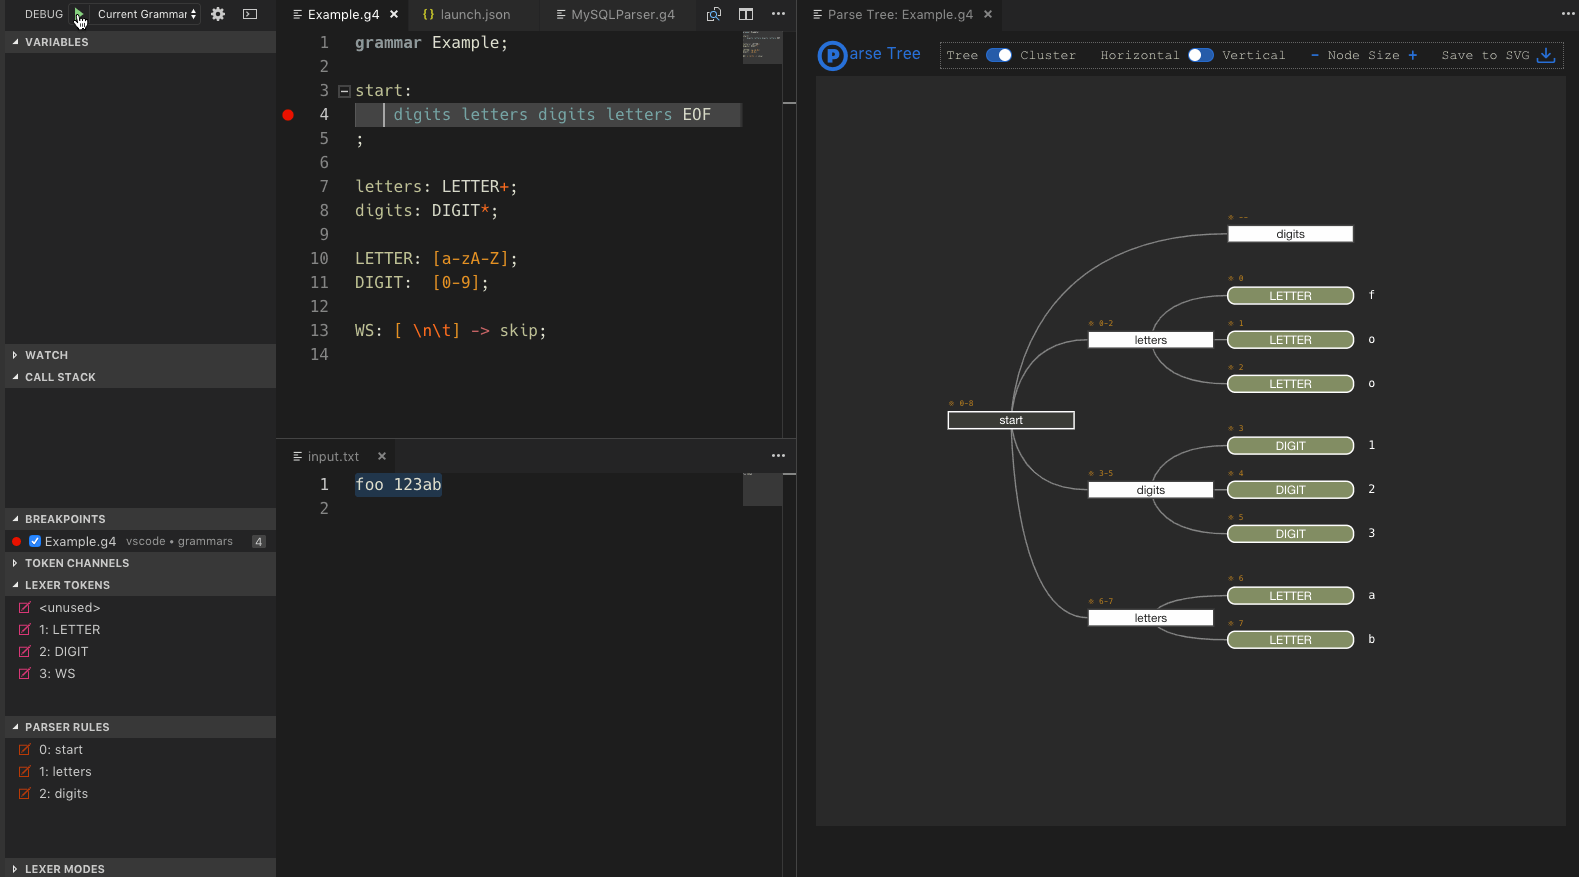 DEBUG Current Grammar
VARIABLES
WATCH
CALL STACK
BREAKPOINTS
Example.g4 vscode • grammars 4
TOKEN CHANNELS
LEXER TOKENS
<unused>
1: LETTER
2: DIGIT
3: WS
PARSER RULES
0: start
1: letters
2: digits
LEXER MODES
Example.g4 × {} launch.json MySQLParser.g4 •••
1 grammar Example;
2
3 start:
4 digits letters digits letters EOF
5 ;
6
7 letters: LETTER+;
8 digits: DIGIT*;
9
10 LETTER: [a-zA-Z];
11 DIGIT:  [0-9];
12
13 WS: [ \n\t] -> skip;
14
input.txt × •••
1 foo 123ab
2
Parse Tree: Example.g4 × •••
Parse Tree
Tree Cluster Horizontal Vertical - Node Size + Save to SVG
--
digits
0
LETTER f
0-2
letters
1
LETTER o
2
LETTER o
0-8
start
3
DIGIT 1
3-5
digits
4
DIGIT 2
5
DIGIT 3
6
LETTER a
6-7
letters
7
LETTER b